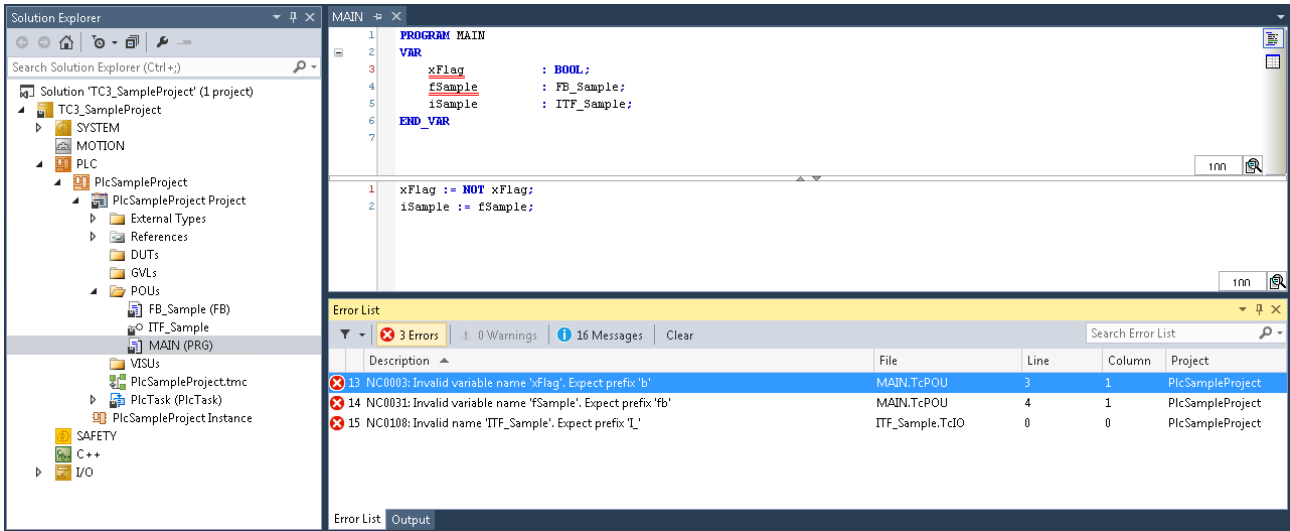 Solution Explorer
Search Solution Explorer (Ctrl+;)
Solution 'TC3_SampleProject' (1 project)
TC3_SampleProject
SYSTEM
MOTION
PLC
PlcSampleProject
PlcSampleProject Project
External Types
References
DUTs
GVLs
POUs
FB_Sample (FB)
ITF_Sample
MAIN (PRG)
VISUs
PlcSampleProject.tmc
PlcTask (PlcTask)
PlcSampleProject Instance
SAFETY
C++
I/O
MAIN
1 PROGRAM MAIN
2 VAR
3 xFlag : BOOL;
4 fSample : FB_Sample;
5 iSample : ITF_Sample;
6 END_VAR
7
100
1 xFlag := NOT xFlag;
2 iSample := fSample;
100
Error List
3 Errors 0 Warnings 16 Messages Clear Search Error List
Description File Line Column Project
13 NC0003: Invalid variable name 'xFlag'. Expect prefix 'b' MAIN.TcPOU 3 1 PlcSampleProject
14 NC0031: Invalid variable name 'fSample'. Expect prefix 'fb' MAIN.TcPOU 4 1 PlcSampleProject
15 NC0108: Invalid name 'ITF_Sample'. Expect prefix 'I_' ITF_Sample.TcIO 0 0 PlcSampleProject
Error List Output